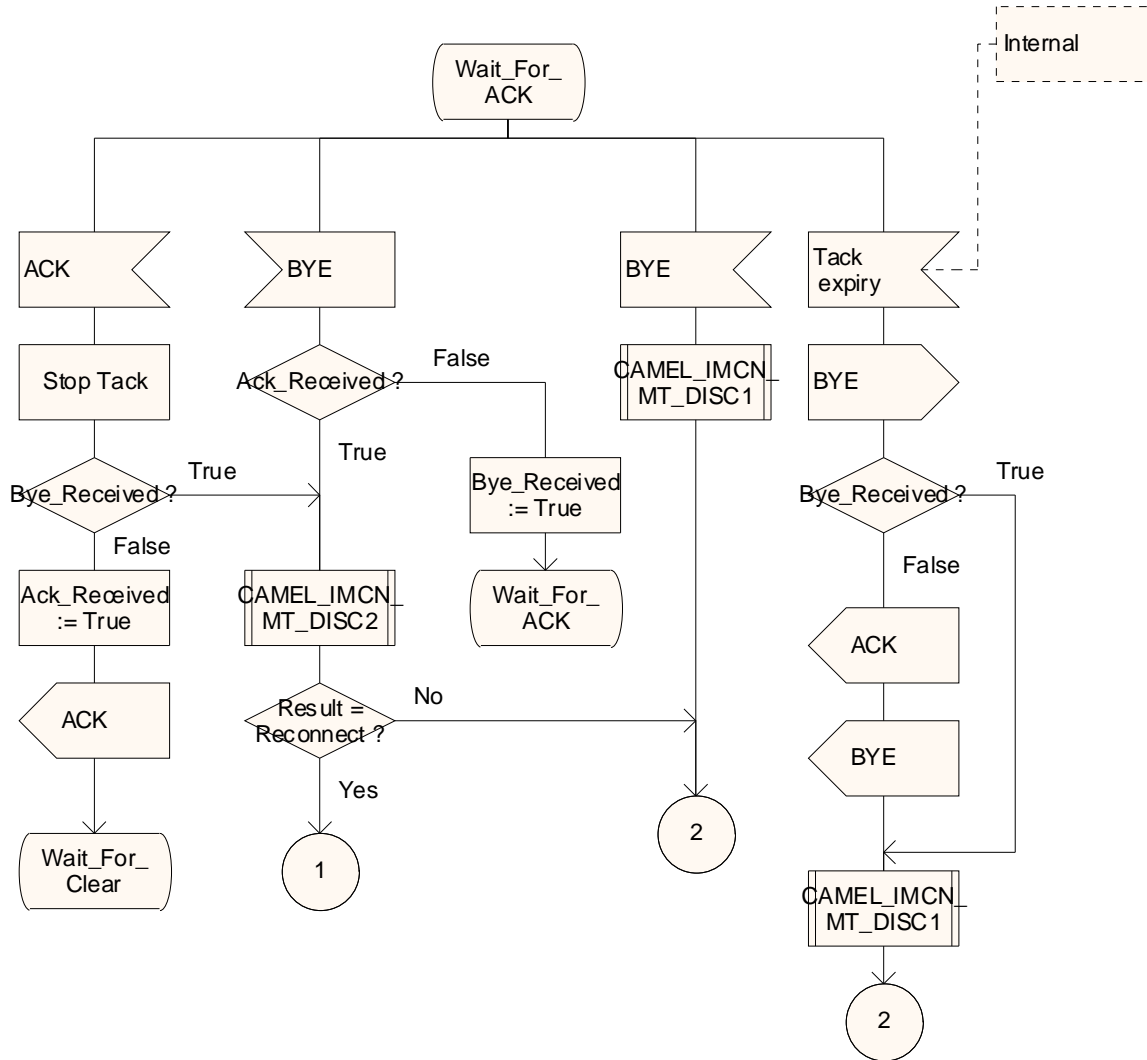 Internal
Wait_For_
ACK
ACK
BYE
BYE
Tack
expiry
Stop Tack
Ack_Received ?
False
CAMEL_IMCN_
MT_DISC1
BYE
True
Bye_Received ?
True
Bye_Received
:= True
Bye_Received ?
True
False
False
Ack_Received
:= True
CAMEL_IMCN_
MT_DISC2
Wait_For_
ACK
ACK
Result =
Reconnect ?
No
ACK
BYE
Yes
Wait_For_
Clear
1
2
CAMEL_IMCN_
MT_DISC1
2